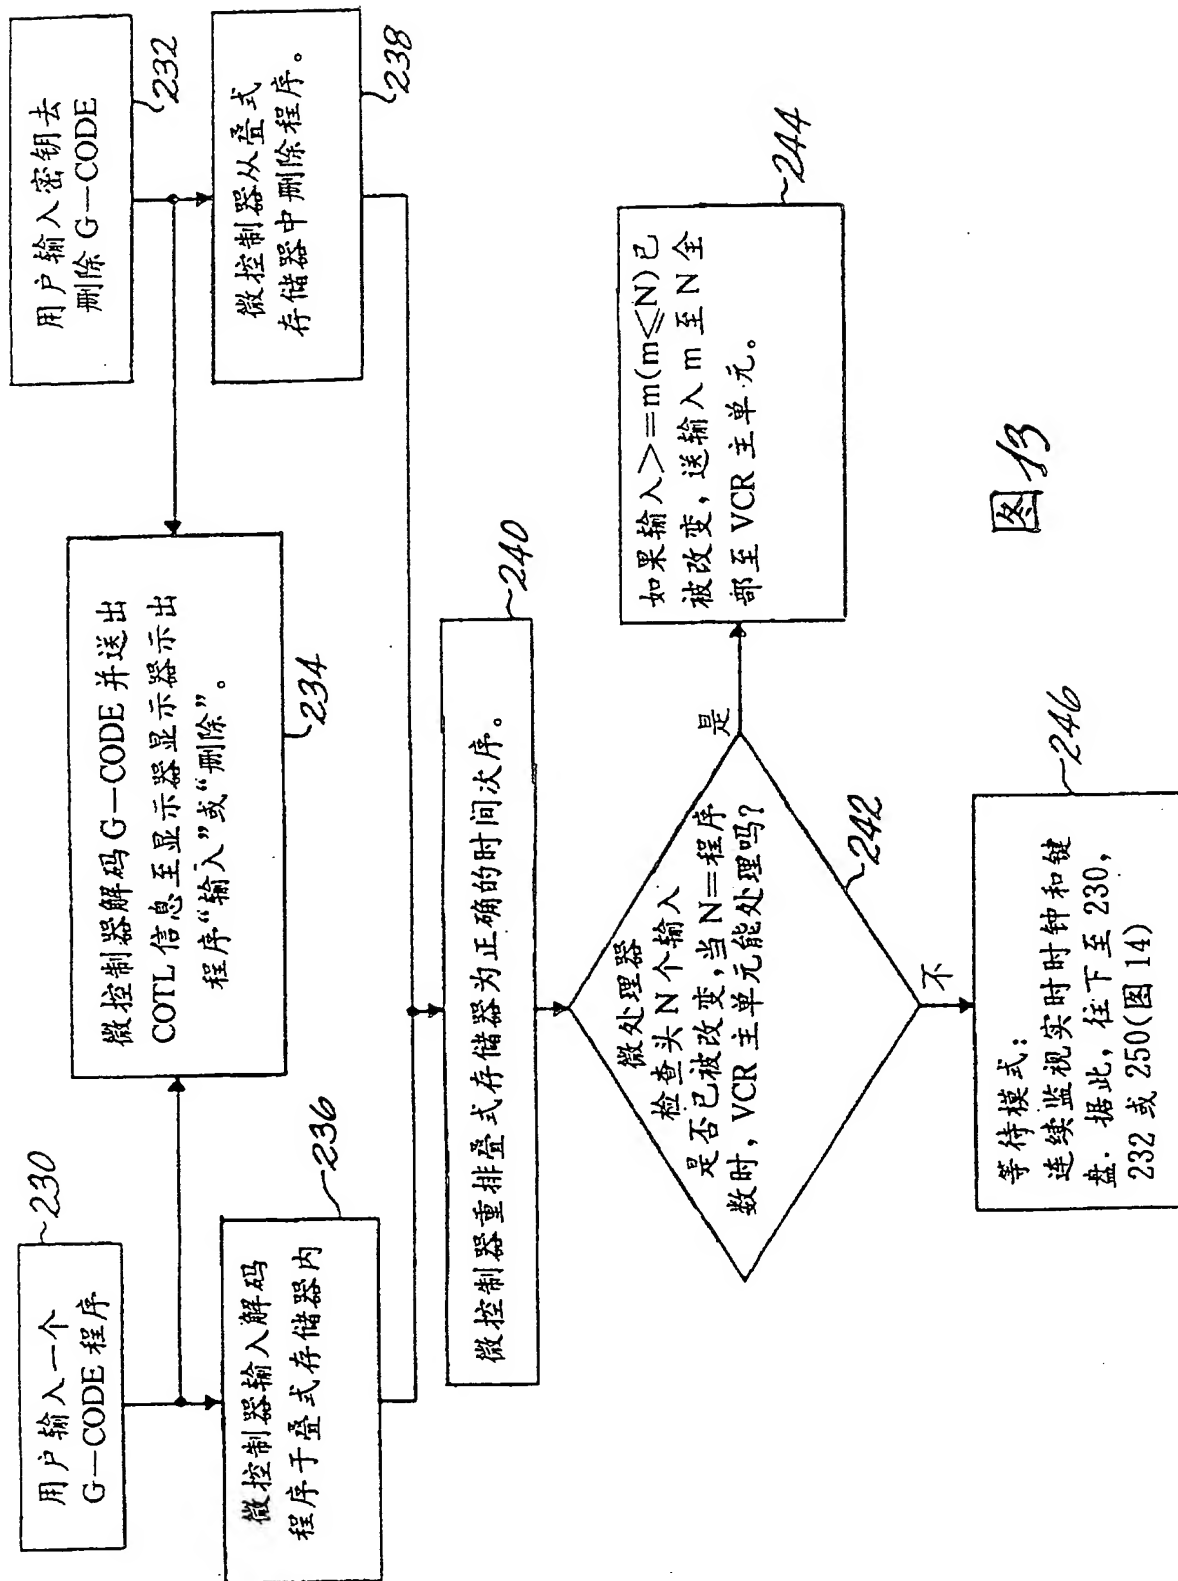 用户输入一个
G—CODE 程序
230
用户输入密钥去
删除 G—CODE
232
微控制器解码 G—CODE 并送出
COTL 信息至显示器显示器示出
程序“输入”或“删除”。
234
微控制器输入解码
程序于叠式存储器内
236
微控制器从叠式
存储器中删除程序。
238
微控制器重排叠式存储器为正确的时间次序。
240
微处理器
检查头 N 个输入
是否已被改变,当 N=程序
数时, VCR 主单元能处理吗?
242
是
如果输入>=m(m≤N)已
被改变, 送输入 m 至 N 全
部至 VCR 主单元。
244
不
等待模式:
连续监视实时时钟和键
盘. 据此, 往下至 230,
232 或 250(图 14)
246
图 13